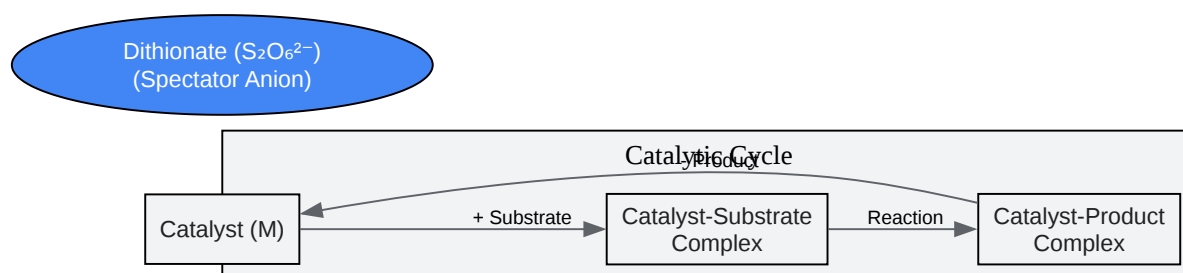 Dithionate (S₂O₆²⁻)
(Spectator Anion)
Catalytic Cycle
- Product
Catalyst (M)
+ Substrate
Catalyst-Substrate
Complex
Reaction
Catalyst-Product
Complex